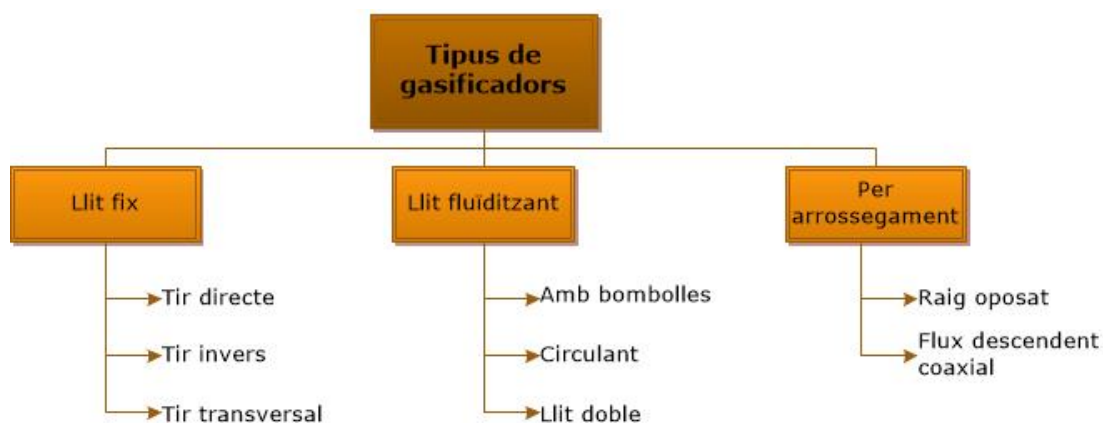 Tipus de
gasificadors
Llit fix
Tir directe
Tir invers
Tir transversal
Llit fluïditzant
Amb bombolles
Circulant
Llit doble
Per
arrossegament
Raig oposat
Flux descendent
coaxial